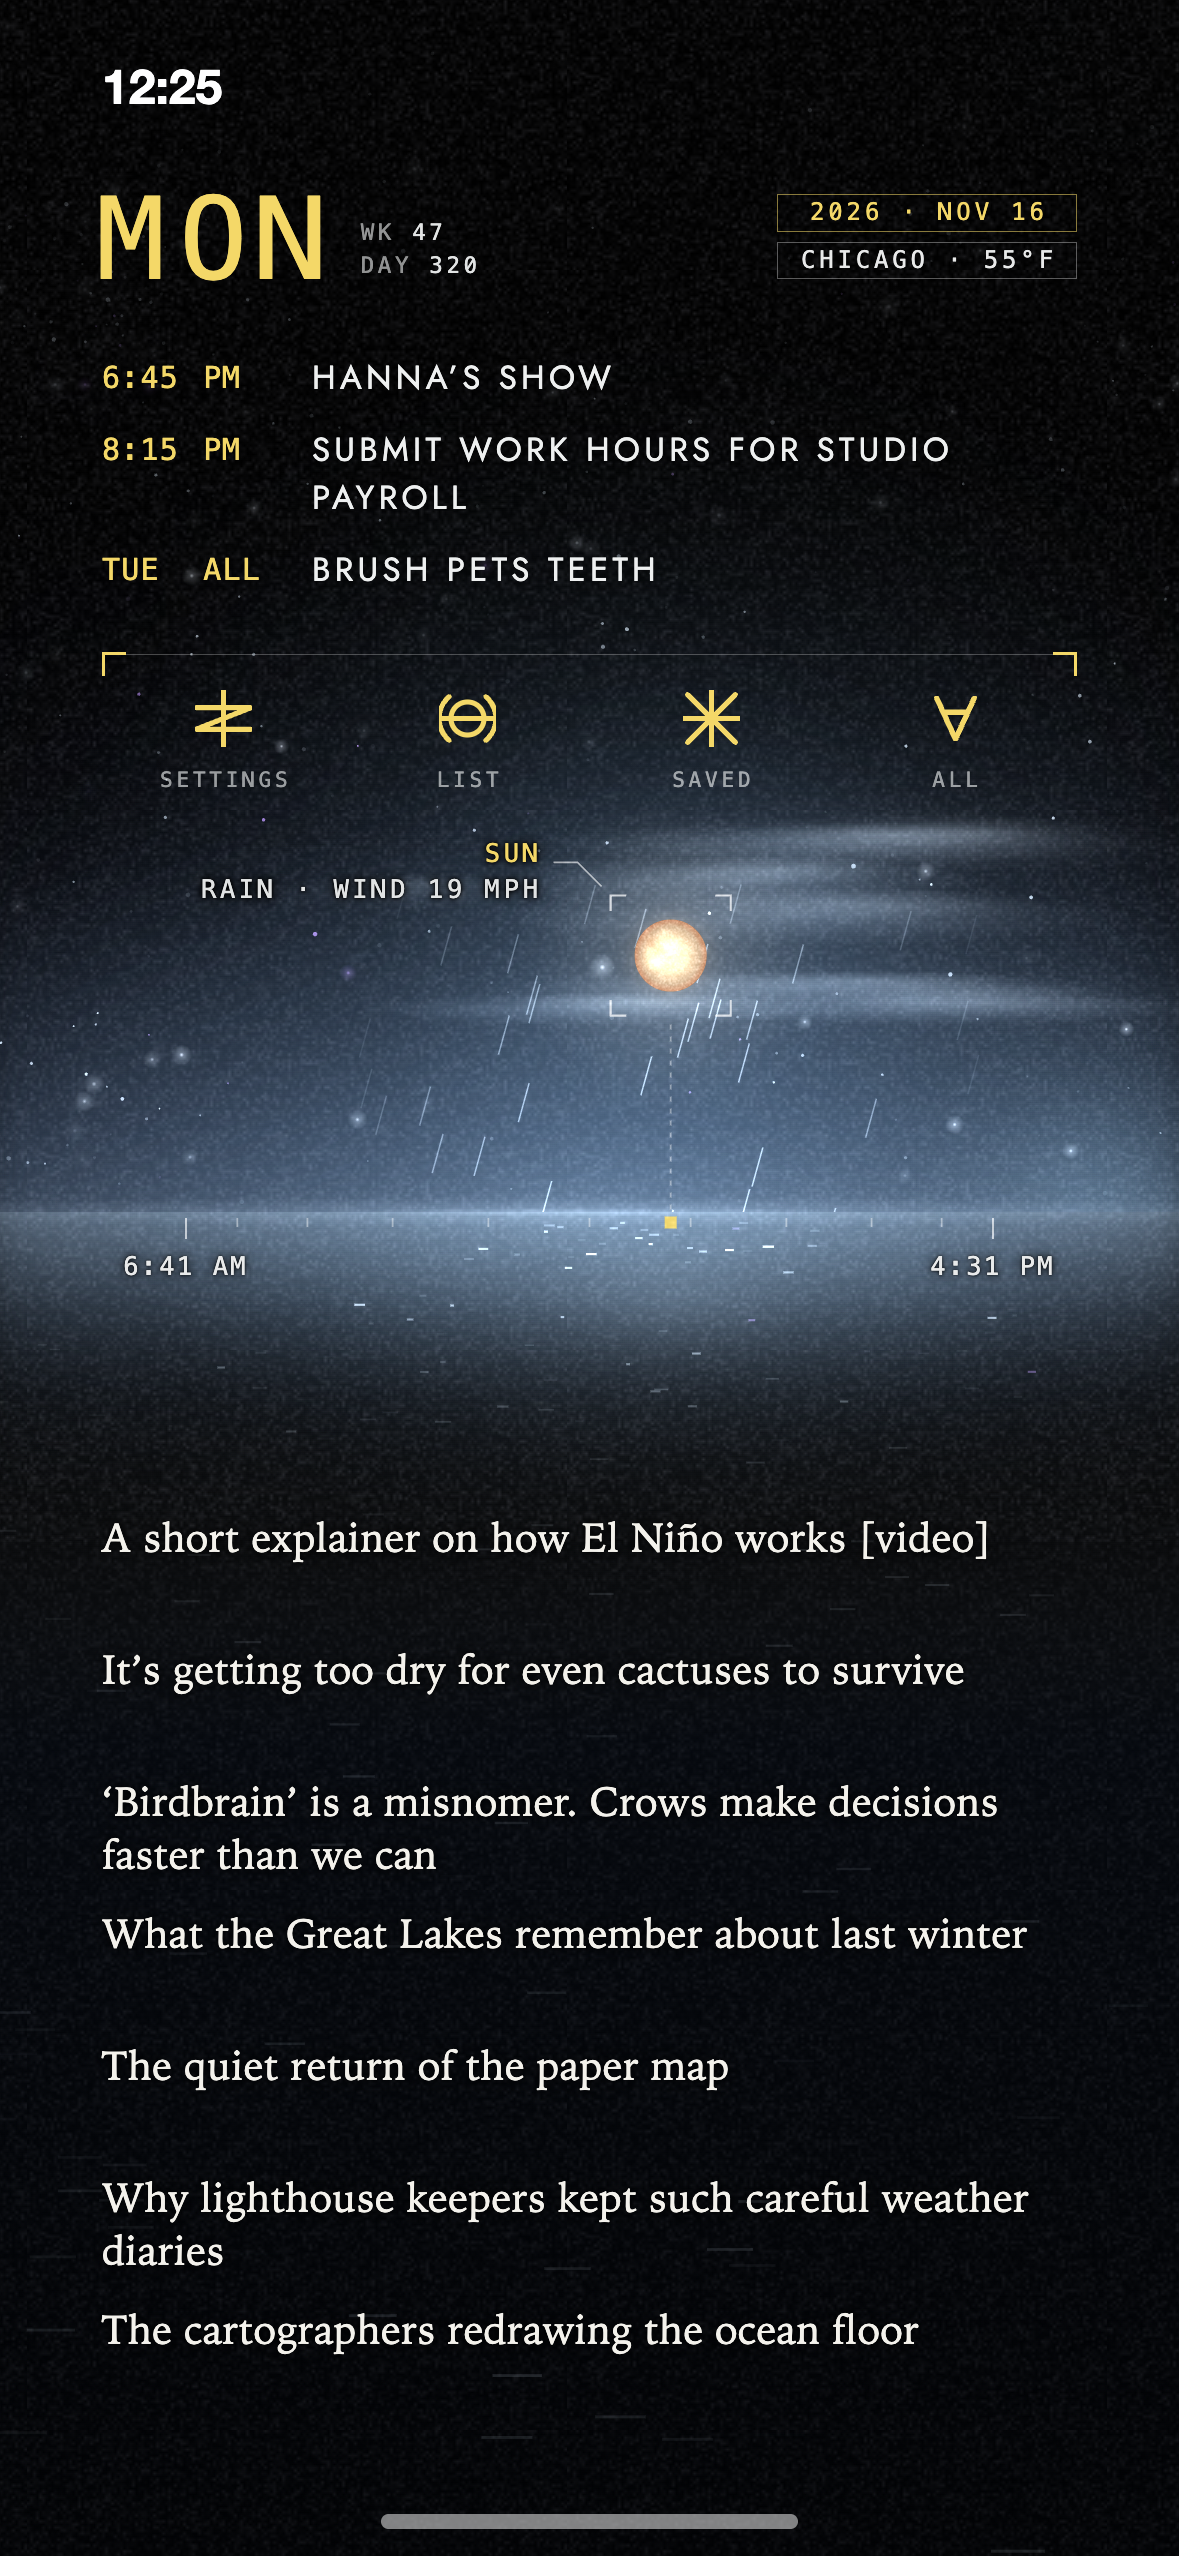 12:25
MON
WK 47
DAY 320
2026 · NOV 16
CHICAGO · 55°F
6:45 PM HANNA’S SHOW
8:15 PM SUBMIT WORK HOURS FOR STUDIO
PAYROLL
TUE ALL BRUSH PETS TEETH
SETTINGS LIST SAVED ALL
SUN
RAIN · WIND 19 MPH
6:41 AM 4:31 PM
A short explainer on how El Niño works [video]
It’s getting too dry for even cactuses to survive
‘Birdbrain’ is a misnomer. Crows make decisions
faster than we can
What the Great Lakes remember about last winter
The quiet return of the paper map
Why lighthouse keepers kept such careful weather
diaries
The cartographers redrawing the ocean floor